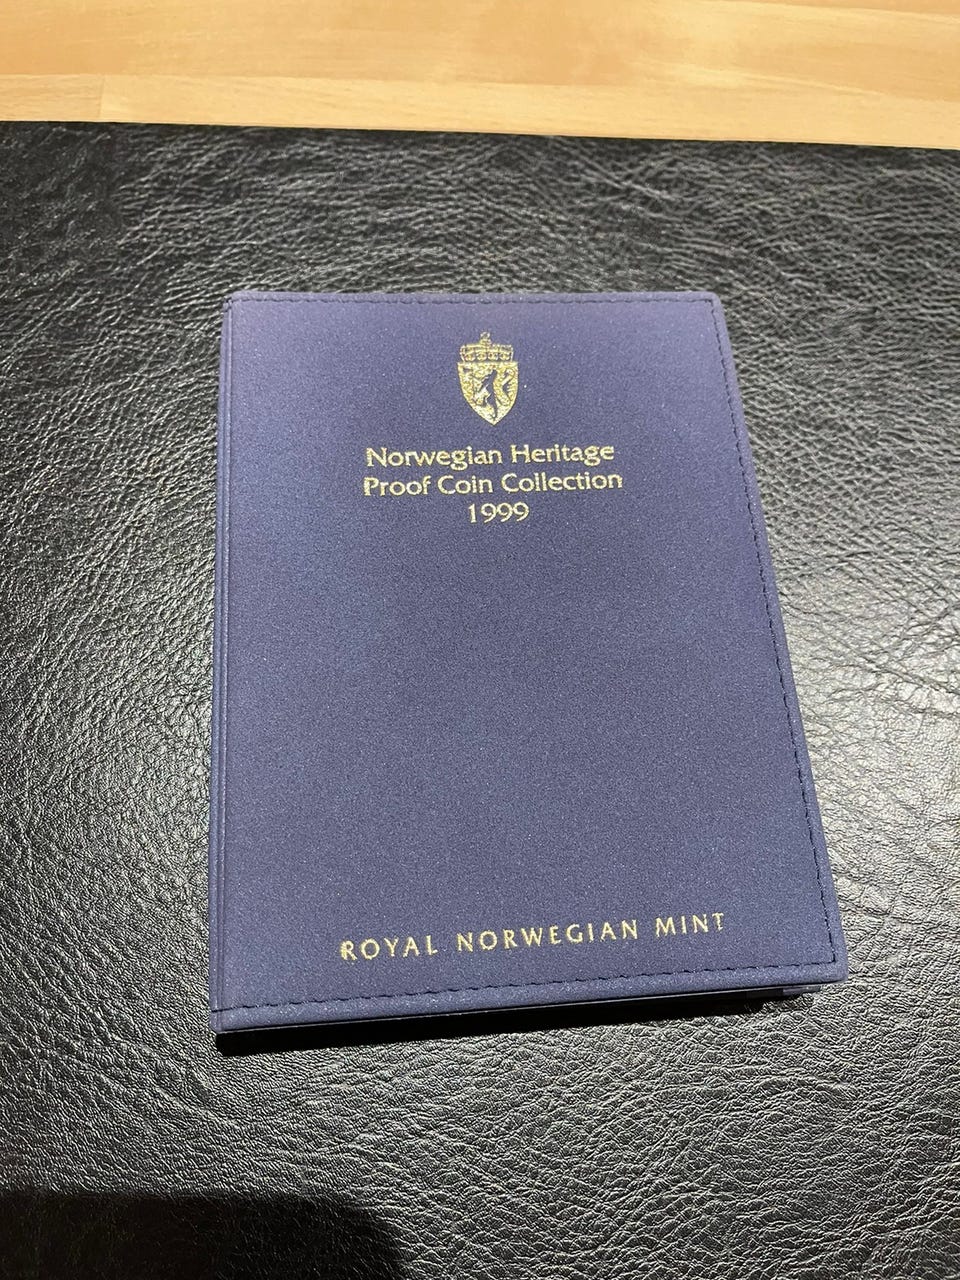 Norwegian Heritage
Proof Coin Collection
1999
ROYAL NORWEGIAN MINT